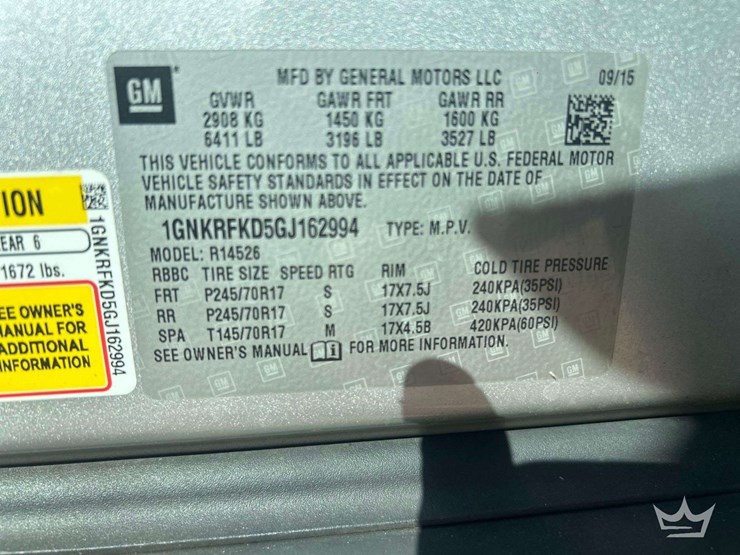 GM
MFD BY GENERAL MOTORS LLC 09/15
GVWR GAWR FRT GAWR RR
2908 KG 1450 KG 1600 KG
6411 LB 3196 LB 3527 LB
THIS VEHICLE CONFORMS TO ALL APPLICABLE U.S. FEDERAL MOTOR
VEHICLE SAFETY STANDARDS IN EFFECT ON THE DATE OF
MANUFACTURE SHOWN ABOVE.
1GNKRFKD5GJ162994 TYPE: M.P.V.
MODEL: R14526
RBBC TIRE SIZE SPEED RTG RIM COLD TIRE PRESSURE
FRT P245/70R17 S 17X7.5J 240KPA(35PSI)
RR P245/70R17 S 17X7.5J 240KPA(35PSI)
SPA T145/70R17 M 17X4.5B 420KPA(60PSI)
SEE OWNER'S MANUAL i FOR MORE INFORMATION.
ION
EAR 6
1672 lbs.
EE OWNER'S
ANUAL FOR
ADDITIONAL
NFORMATION
1GNKRFKD5GJ162994